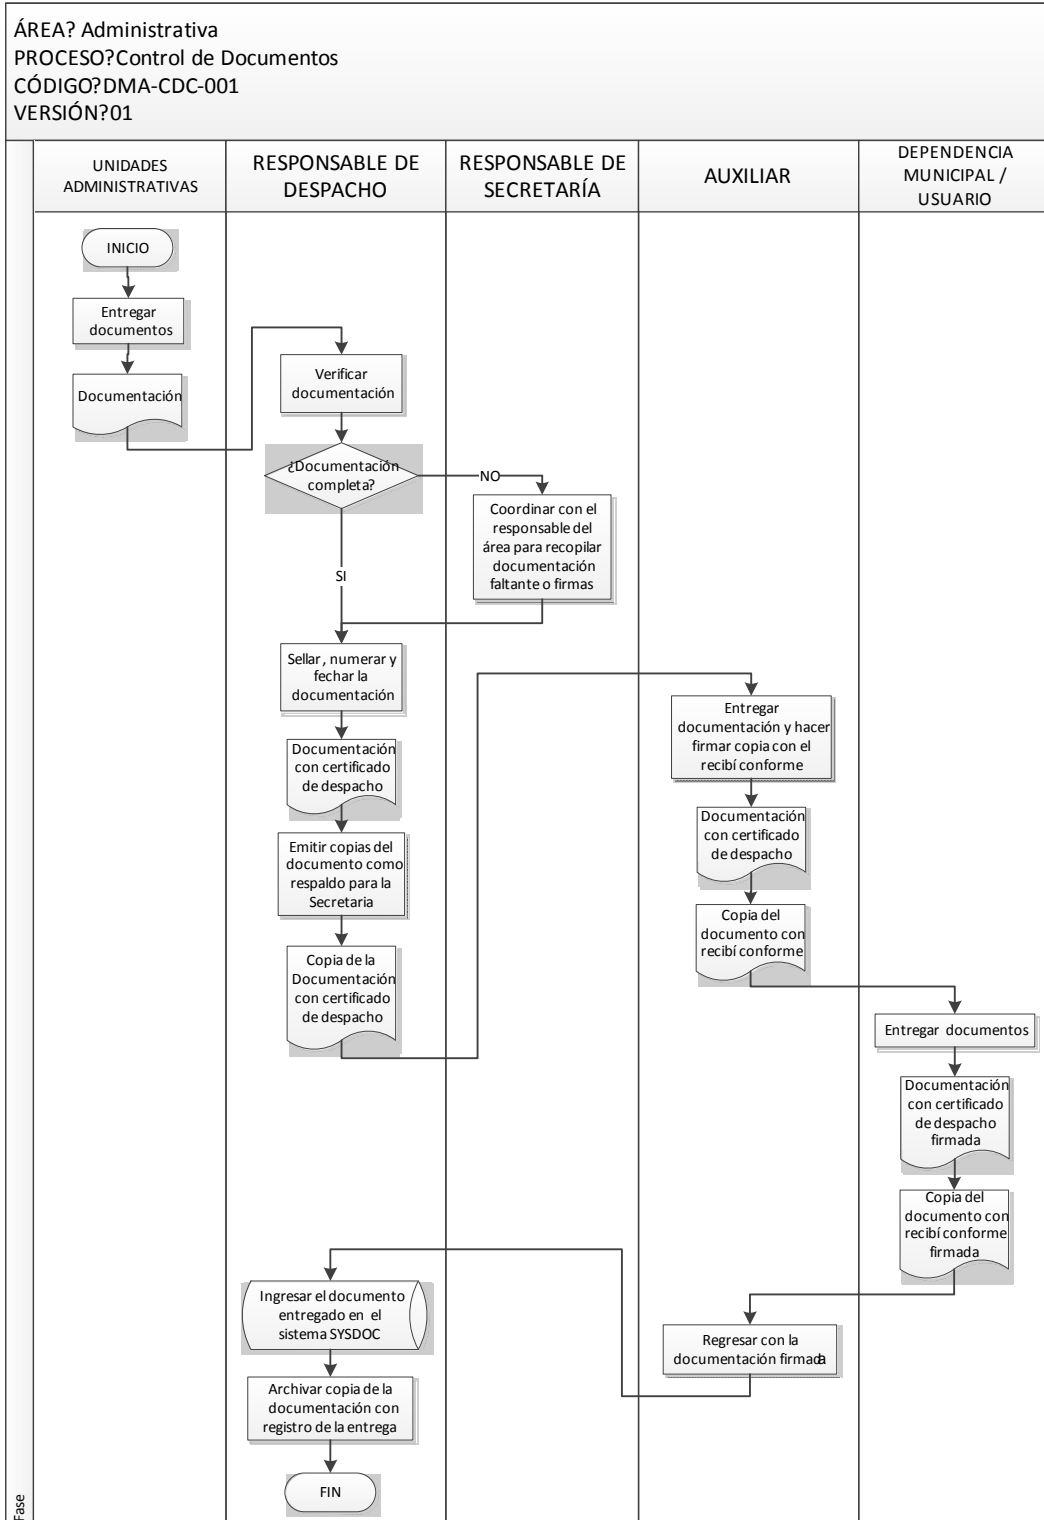 ÁREA? Administrativa
PROCESO?Control de Documentos
CÓDIGO?DMA-CDC-001
VERSIÓN?01
UNIDADES
ADMINISTRATIVAS
RESPONSABLE DE
DESPACHO
RESPONSABLE DE
SECRETARÍA
AUXILIAR
DEPENDENCIA
MUNICIPAL /
USUARIO
INICIO
Entregar
documentos
Documentación
Verificar
documentación
¿Documentación
completa?
NO
Coordinar con el
responsable del
área para recopilar
documentación
faltante o firmas
SI
Sellar, numerar y
fechar la
documentación
Documentación
con certificado
de despacho
Emitir copias del
documento como
respaldo para la
Secretaria
Copia de la
Documentación
con certificado
de despacho
Entregar
documentación y hacer
firmar copia con el
recibí conforme
Documentación
con certificado
de despacho
Copia del
documento con
recibí conforme
Entregar documentos
Documentación
con certificado
de despacho
firmada
Copia del
documento con
recibí conforme
firmada
Regresar con la
documentación firmada
Ingresar el documento
entregado en el
sistema SYSDOC
Archivar copia de la
documentación con
registro de la entrega
FIN
Fase